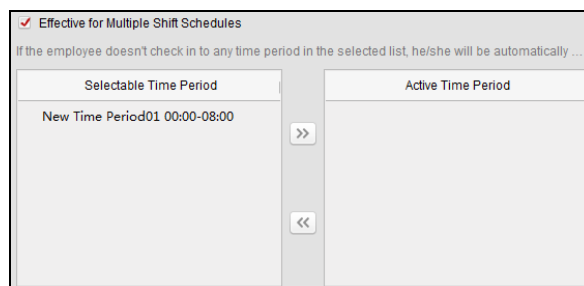 Effective for Multiple Shift Schedules
If the employee doesn't check in to any time period in the selected list, he/she will be automatically ...
Selectable Time Period
Active Time Period
New Time Period01 00:00-08:00
>>
<<